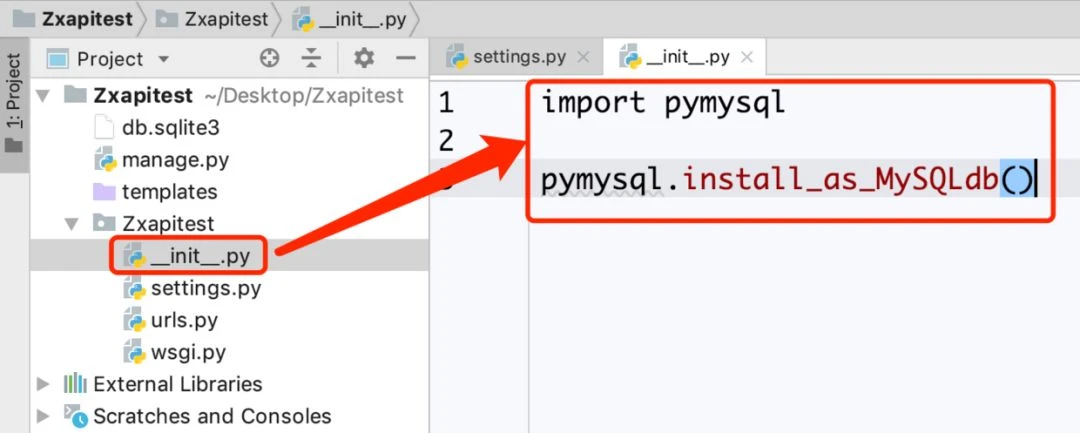 Zxapitest Zxapitest __init__.py
1: Project
Project
settings.py __init__.py
Zxapitest ~/Desktop/Zxapitest
db.sqlite3
manage.py
templates
Zxapitest
__init__.py
settings.py
urls.py
wsgi.py
External Libraries
Scratches and Consoles
1 import pymysql
2
3 pymysql.install_as_MySQLdb()